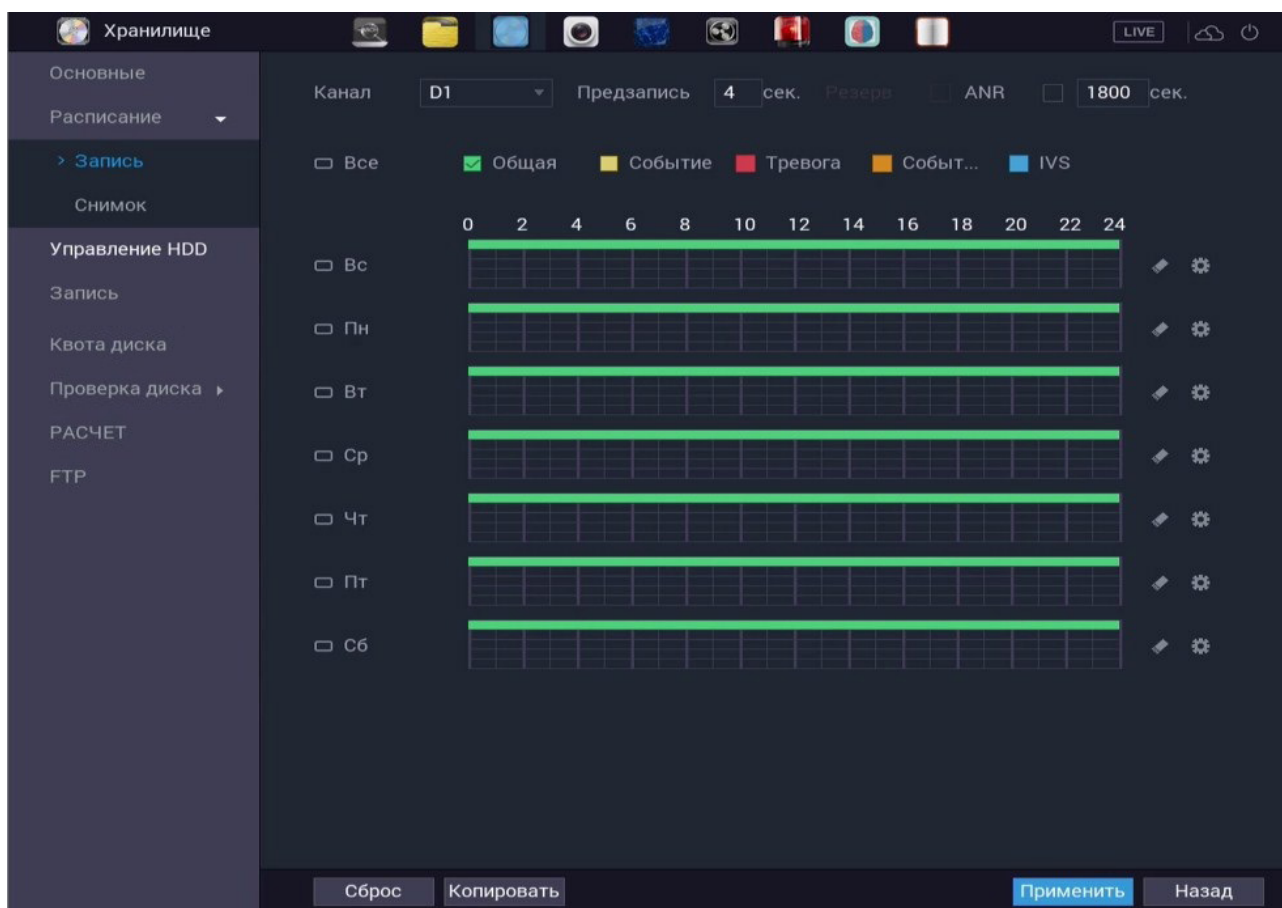 Хранилище LIVE
Основные
Расписание
> Запись
Снимок
Управление HDD
Запись
Квота диска
Проверка диска
РАСЧЕТ
FTP
Канал D1 Предзапись 4 сек. Резерв ANR 1800 сек.
Все Общая Событие Тревога Событ... IVS
0 2 4 6 8 10 12 14 16 18 20 22 24
Вс
Пн
Вт
Ср
Чт
Пт
Сб
Сброс Копировать Применить Назад